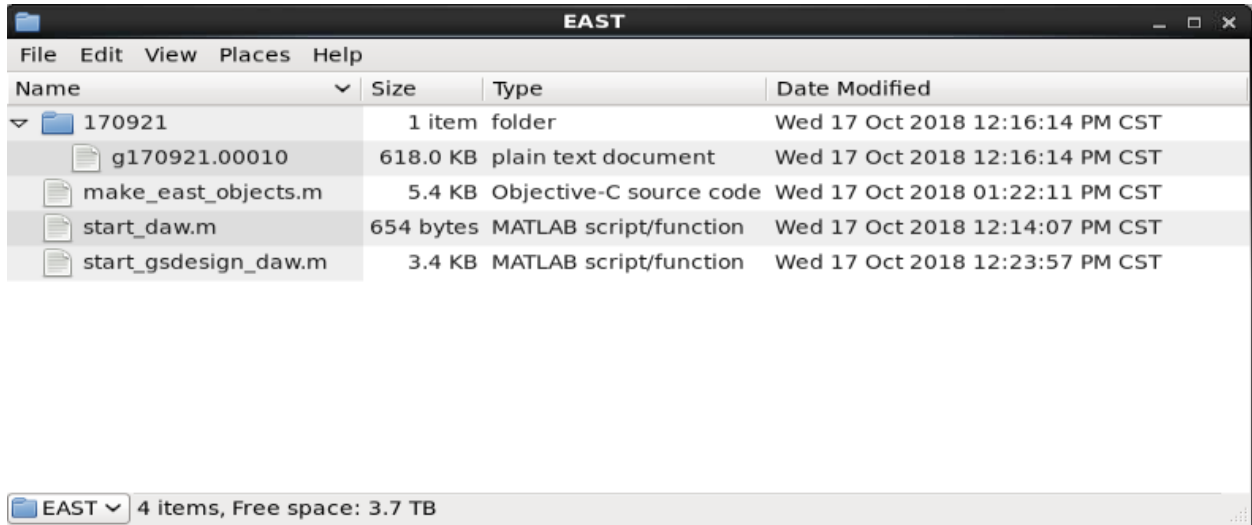 EAST
File Edit View Places Help
Name Size Type Date Modified
170921 1 item folder Wed 17 Oct 2018 12:16:14 PM CST
g170921.00010 618.0 KB plain text document Wed 17 Oct 2018 12:16:14 PM CST
make_east_objects.m 5.4 KB Objective-C source code Wed 17 Oct 2018 01:22:11 PM CST
start_daw.m 654 bytes MATLAB script/function Wed 17 Oct 2018 12:14:07 PM CST
start_gsdesign_daw.m 3.4 KB MATLAB script/function Wed 17 Oct 2018 12:23:57 PM CST
EAST 4 items, Free space: 3.7 TB